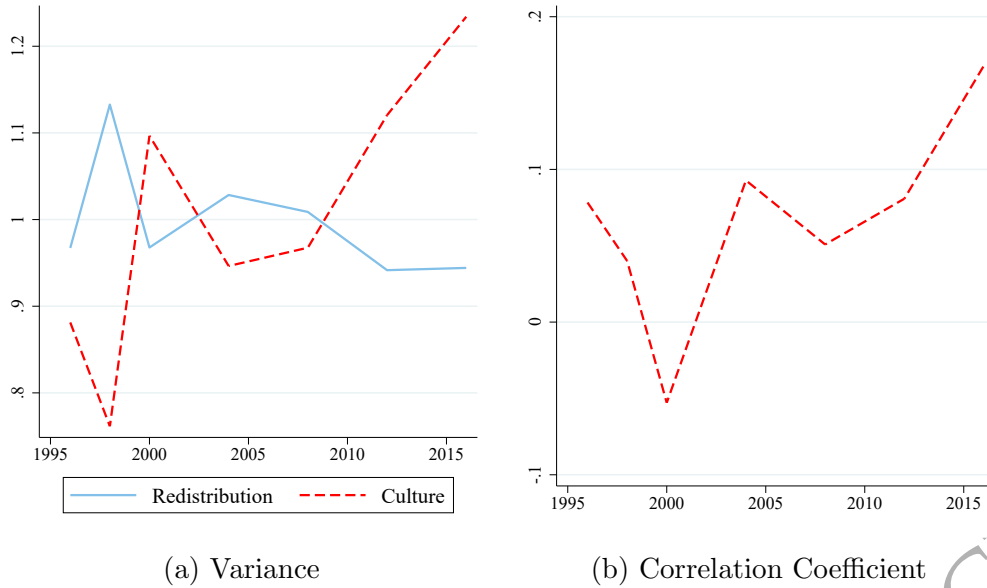 1.2
1.1
1
.9
.8
1995 2000 2005 2010 2015
Redistribution Culture
(a) Variance
.2
.1
0
-.1
1995 2000 2005 2010 2015
(b) Correlation Coefficient